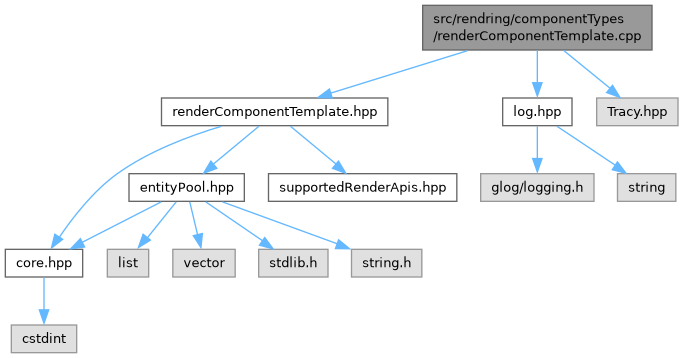 src/rendring/componentTypes
/renderComponentTemplate.cpp
renderComponentTemplate.hpp
log.hpp
Tracy.hpp
entityPool.hpp
supportedRenderApis.hpp
glog/logging.h
string
core.hpp
list
vector
stdlib.h
string.h
cstdint